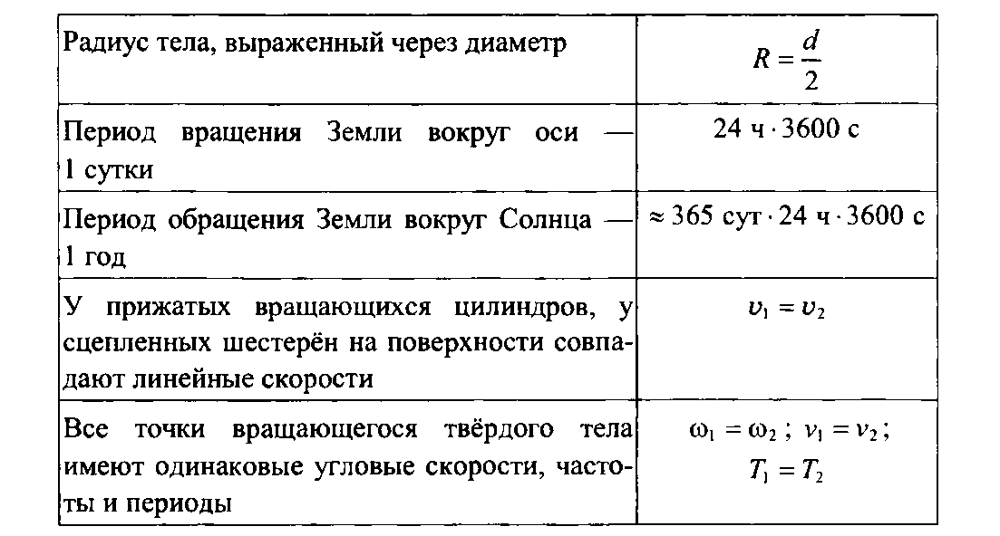 Радиус тела, выраженный через диаметр
R = d/2
Период вращения Земли вокруг оси —
1 сутки
24 ч · 3600 с
Период обращения Земли вокруг Солнца —
1 год
≈ 365 сут · 24 ч · 3600 с
У прижатых вращающихся цилиндров, у
сцепленных шестерён на поверхности совпа-
дают линейные скорости
υ₁ = υ₂
Все точки вращающегося твёрдого тела
имеют одинаковые угловые скорости, часто-
ты и периоды
ω₁ = ω₂ ; ν₁ = ν₂ ;
T₁ = T₂